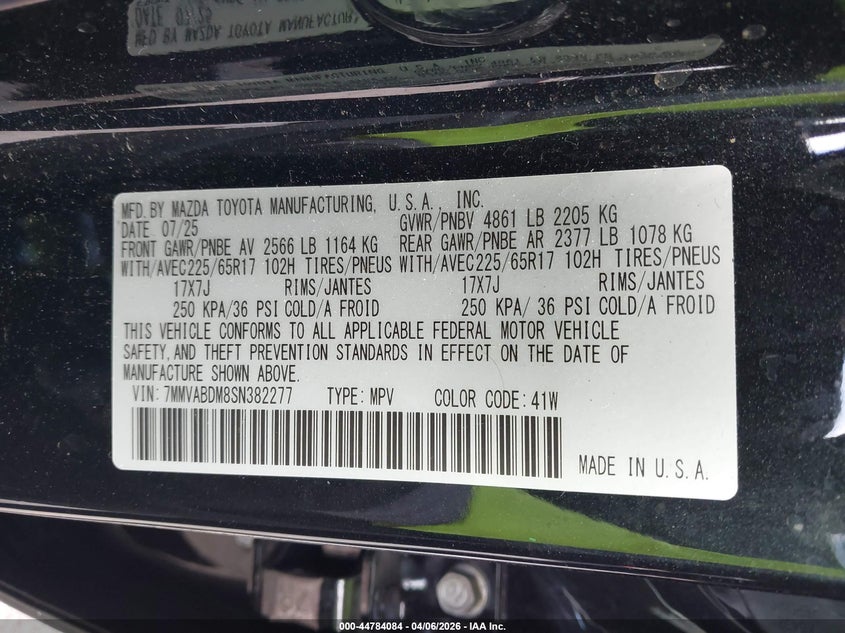 MFD. BY MAZDA TOYOTA MANUFACTURING, U.S.A., INC.
DATE 07/25 GVWR/PNBV 4861 LB 2205 KG
FRONT GAWR/PNBE AV 2566 LB 1164 KG REAR GAWR/PNBE AR 2377 LB 1078 KG
WITH/AVEC225/65R17 102H TIRES/PNEUS WITH/AVEC225/65R17 102H TIRES/PNEUS
17X7J RIMS/JANTES 17X7J RIMS/JANTES
250 KPA/36 PSI COLD/A FROID 250 KPA/ 36 PSI COLD/A FROID
THIS VEHICLE CONFORMS TO ALL APPLICABLE FEDERAL MOTOR VEHICLE
SAFETY, AND THEFT PREVENTION STANDARDS IN EFFECT ON THE DATE OF
MANUFACTURE SHOWN ABOVE.
VIN: 7MMVABDM8SN382277 TYPE: MPV COLOR CODE: 41W
MADE IN U.S.A.
000-44784084 - 04/06/2026 - IAA Inc.